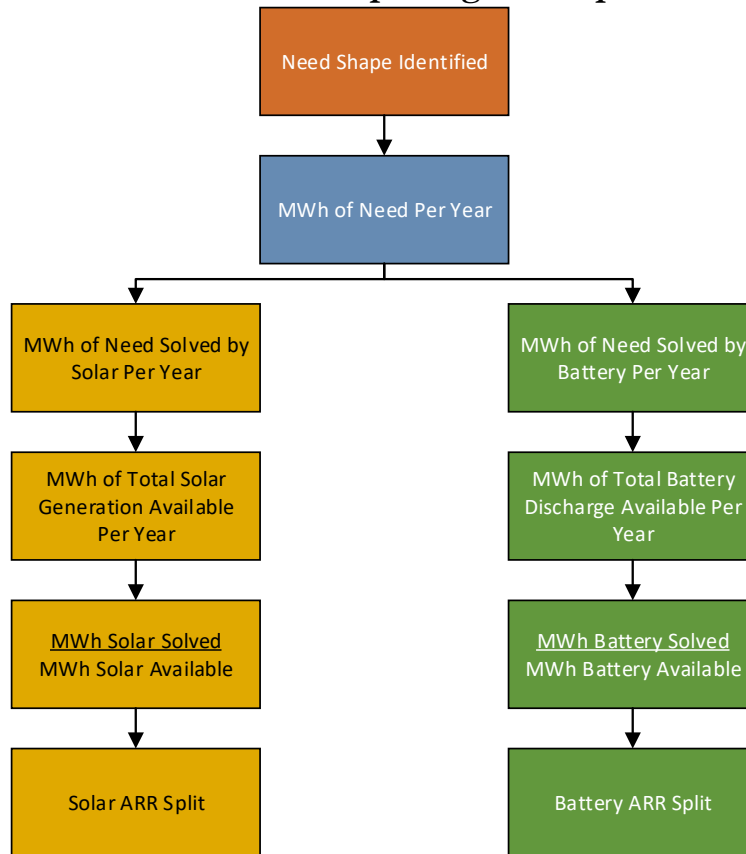 Need Shape Identified
MWh of Need Per Year
MWh of Need Solved by
Solar Per Year
MWh of Need Solved by
Battery Per Year
MWh of Total Solar
Generation Available
Per Year
MWh of Total Battery
Discharge Available Per
Year
MWh Solar Solved
MWh Solar Available
MWh Battery Solved
MWh Battery Available
Solar ARR Split
Battery ARR Split